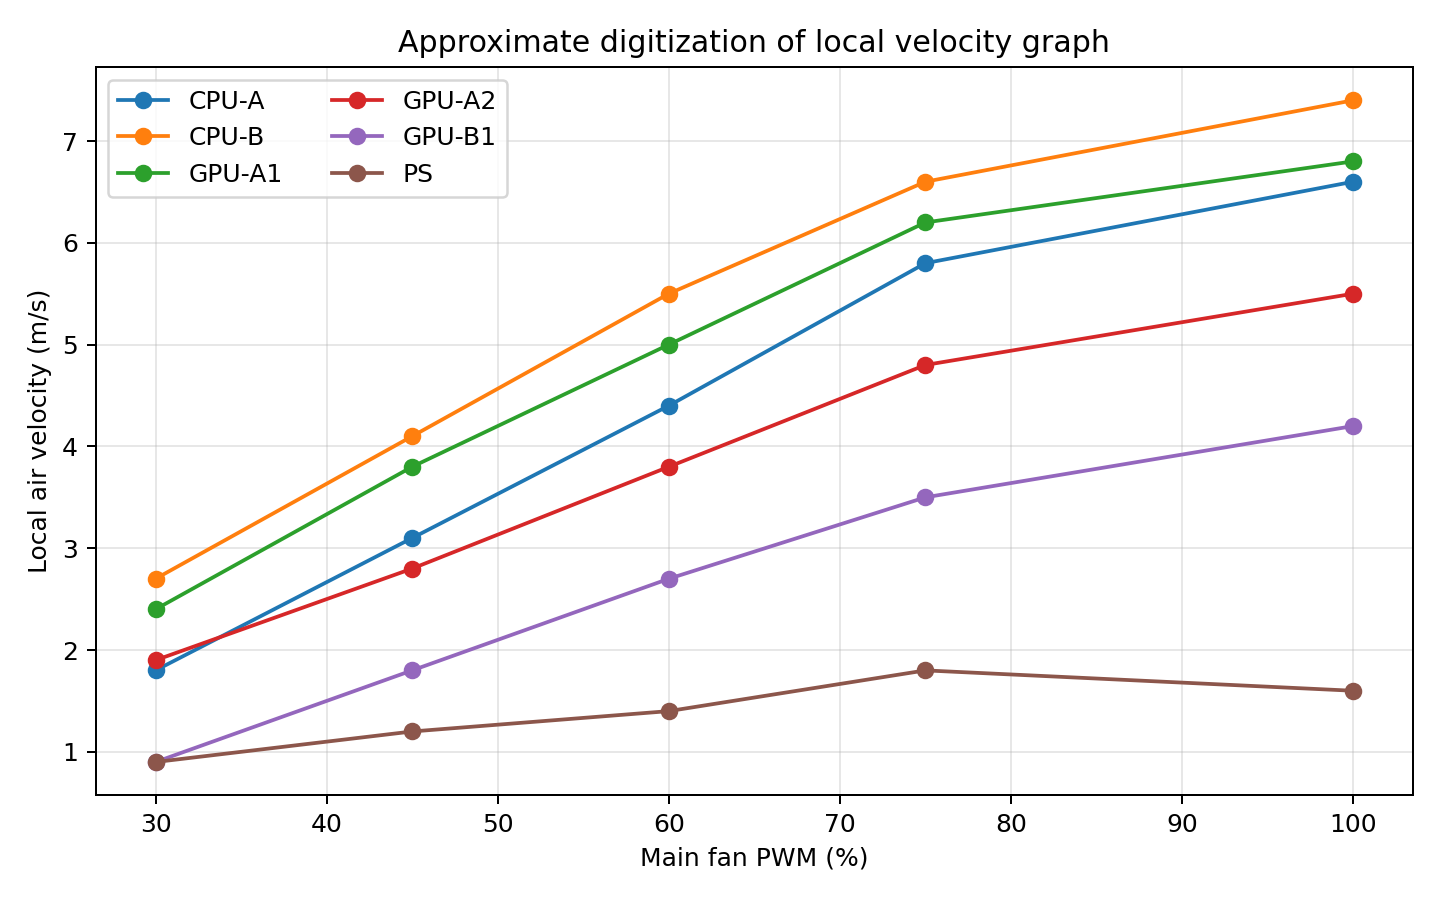 Approximate digitization of local velocity graph
CPU-A
CPU-B
GPU-A1
GPU-A2
GPU-B1
PS
7
6
5
4
3
2
1
Local air velocity (m/s)
30 40 50 60 70 80 90 100
Main fan PWM (%)